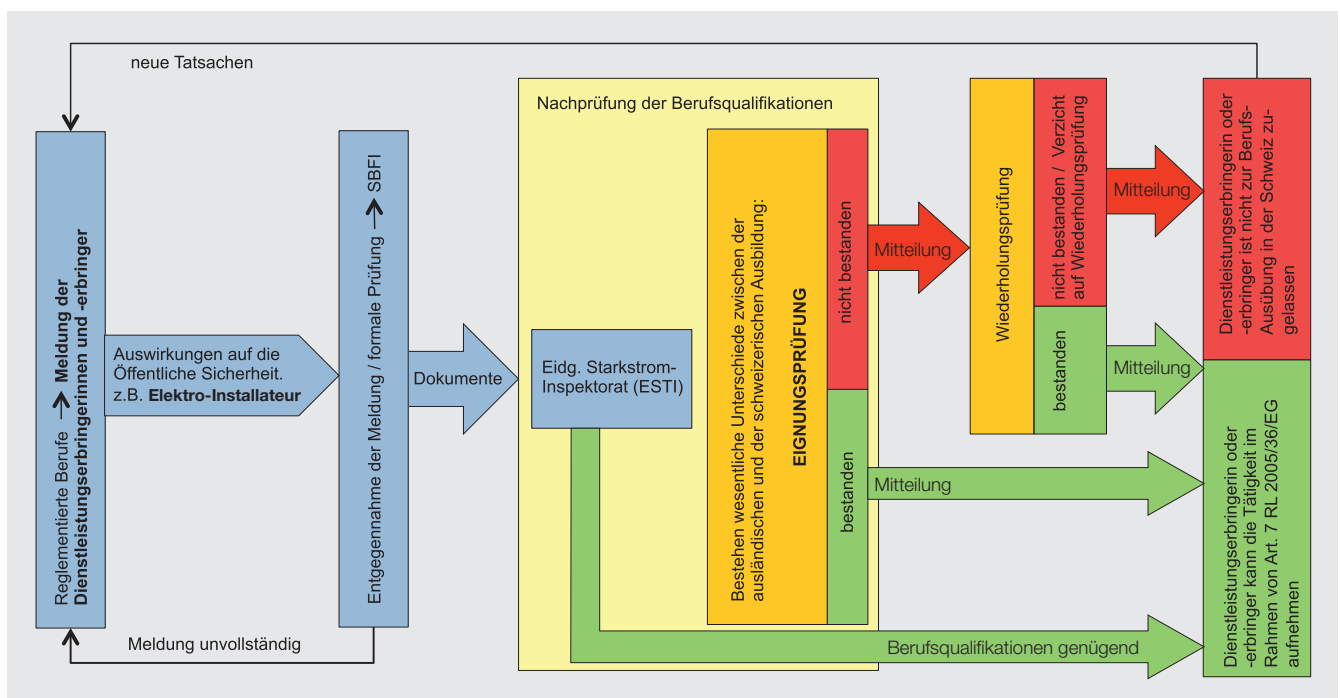 neue Tatsachen
Reglementierte Berufe → Meldung der
Dienstleistungserbringerinnen und -erbringer
Auswirkungen auf die
Öffentliche Sicherheit.
z.B. Elektro-Installateur
Entgegennahme der Meldung / formale Prüfung → SBFI
Meldung unvollständig
Dokumente
Nachprüfung der Berufsqualifikationen
Eidg. Starkstrom-
Inspektorat (ESTI)
Bestehen wesentliche Unterschiede zwischen der
ausländischen und der schweizerischen Ausbildung:
EIGNUNGSPRÜFUNG
nicht bestanden
bestanden
Mitteilung
Wiederholungsprüfung
nicht bestanden / Verzicht
auf Wiederholungsprüfung
bestanden
Mitteilung
Mitteilung
Mitteilung
Berufsqualifikationen genügend
Dienstleistungserbringerin oder
-erbringer ist nicht zur Berufs-
Ausübung in der Schweiz zu-
gelassen
Dienstleistungserbringerin oder
-erbringer kann die Tätigkeit im
Rahmen von Art. 7 RL 2005/36/EG
aufnehmen